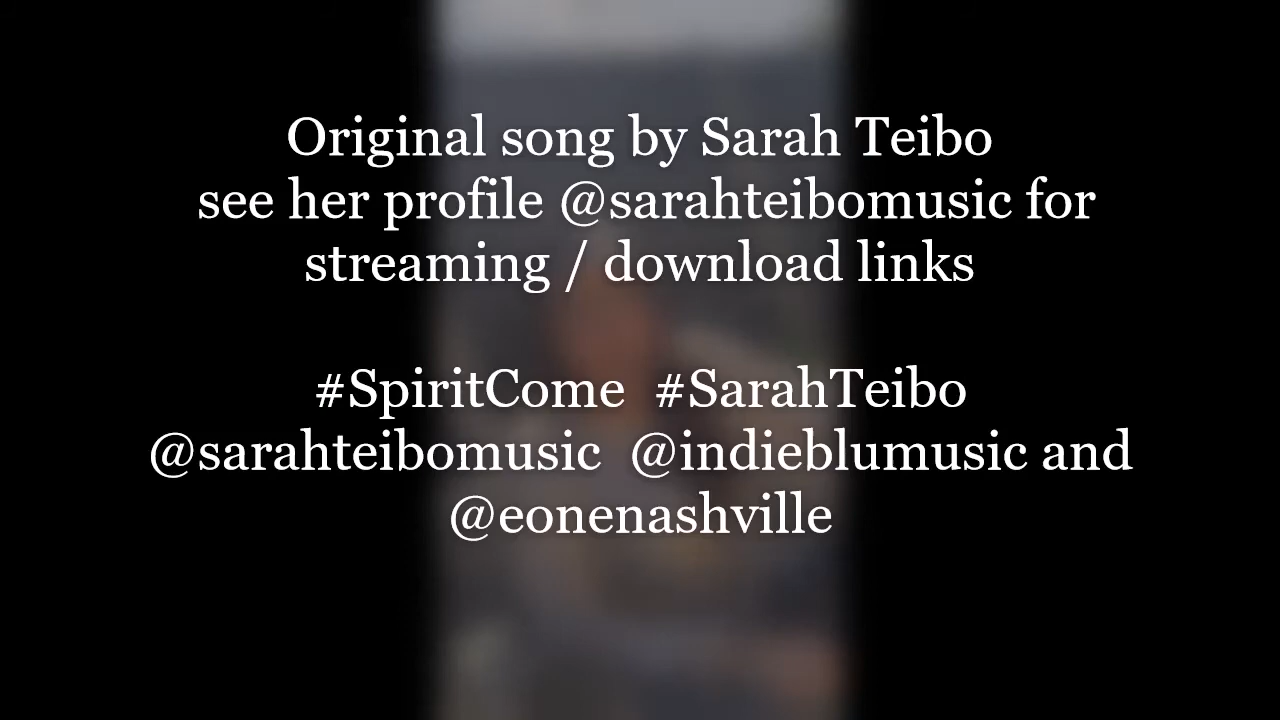 Original song by Sarah Teibo
see her profile @sarahteibomusic for
streaming / download links
#SpiritCome #SarahTeibo
@sarahteibomusic @indieblumusic and
@eonenashville